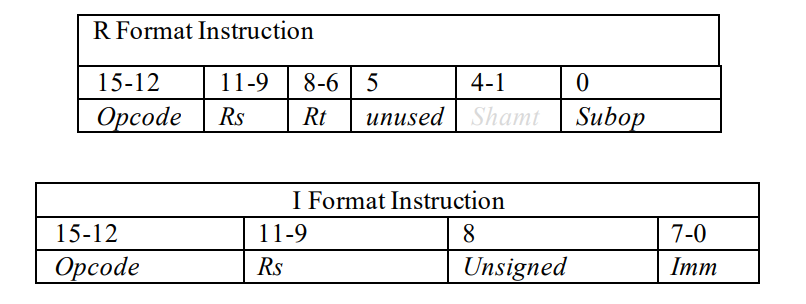 R Format Instruction
15-12 11-9 8-6 5 4-1 0
Opcode Rs Rt unused Shamt Subop
I Format Instruction
15-12 11-9 8 7-0
Opcode Rs Unsigned Imm